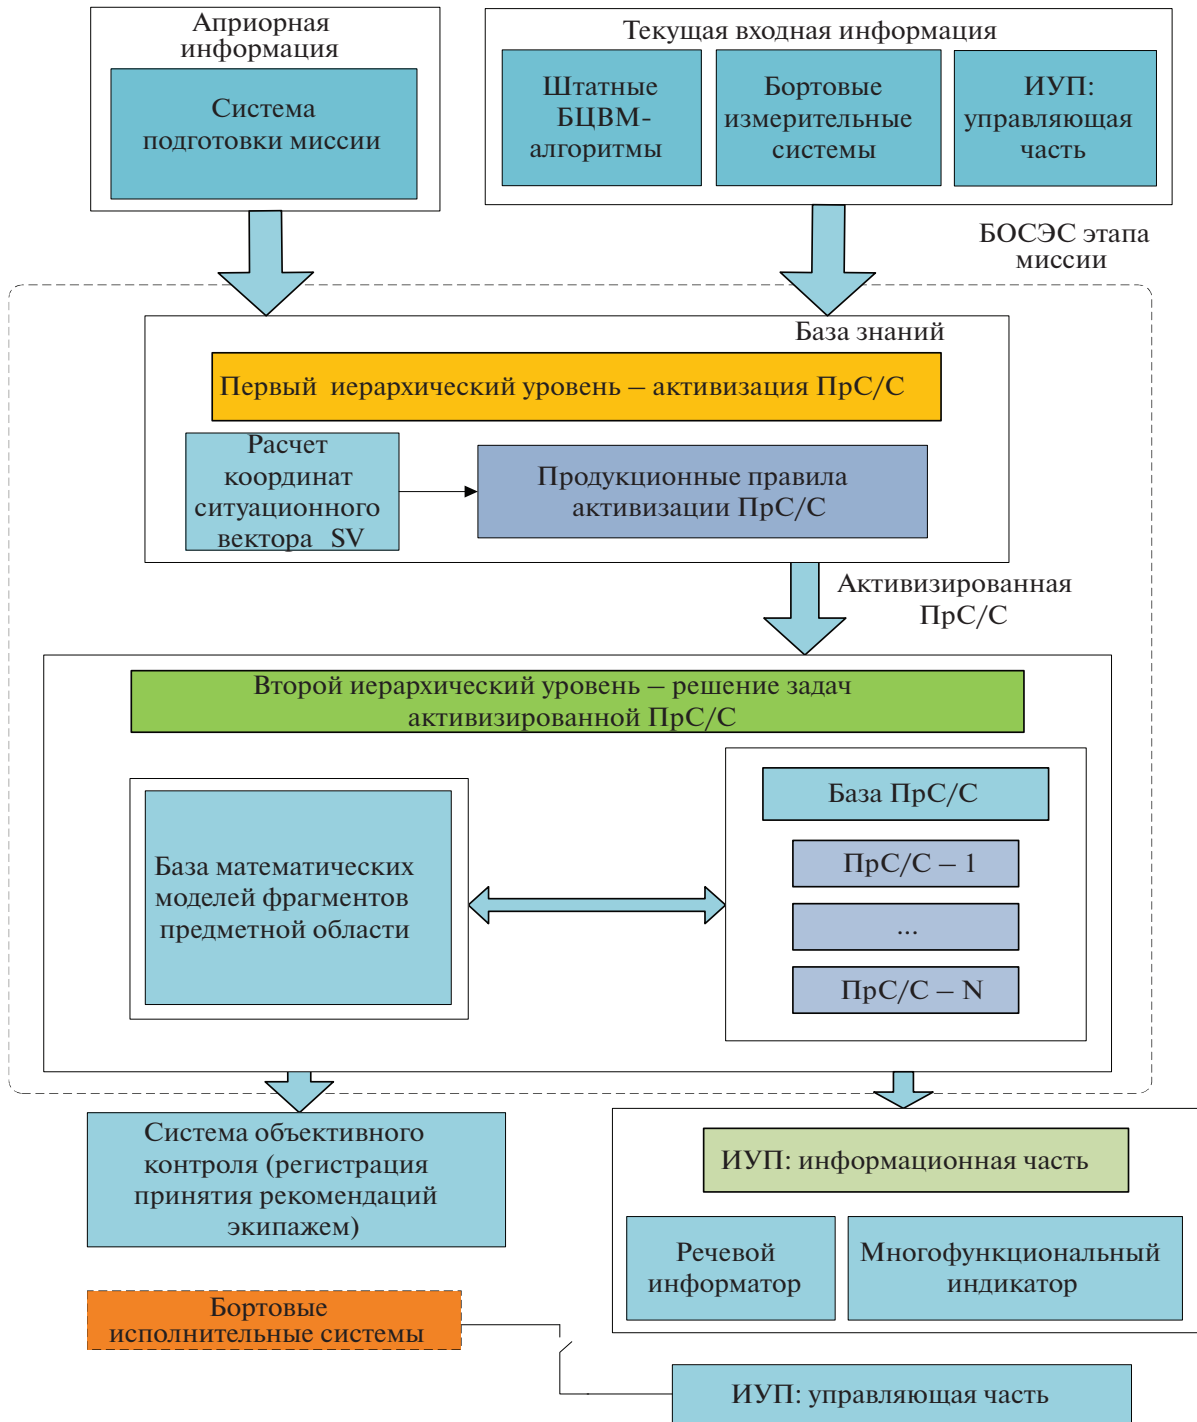 Априорная
информация
Система
подготовки миссии
Текущая входная информация
Штатные
БЦВМ-
алгоритмы
Бортовые
измерительные
системы
ИУП:
управляющая
часть
БОСЭС этапа
миссии
База знаний
Первый иерархический уровень – активизация ПрС/С
Расчет
координат
ситуационного
вектора SV
Продукционные правила
активизации ПрС/С
Активизированная
ПрС/С
Второй иерархический уровень – решение задач
активизированной ПрС/С
База математических
моделей фрагментов
предметной области
База ПрС/С
ПрС/С – 1
...
ПрС/С – N
Система объективного
контроля (регистрация
принятия рекомендаций
экипажем)
ИУП: информационная часть
Речевой
информатор
Многофункциональный
индикатор
Бортовые
исполнительные системы
ИУП: управляющая часть